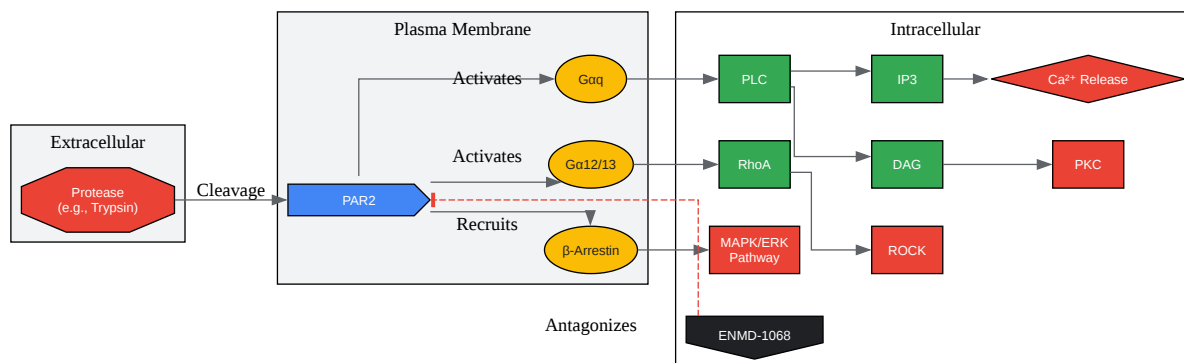 Plasma Membrane
Intracellular
Activates
Gαq
PLC
IP3
Ca²⁺ Release
Extracellular
Activates
Gα12/13
RhoA
DAG
PKC
Protease
(e.g., Trypsin)
Cleavage
PAR2
Recruits
β-Arrestin
MAPK/ERK
Pathway
ROCK
Antagonizes
ENMD-1068